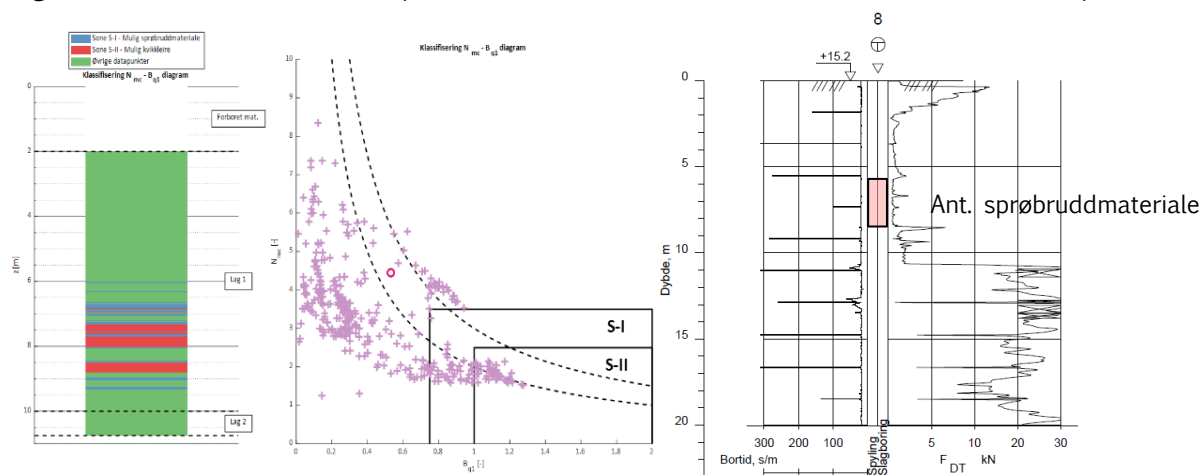 Sone S-I - Mulig sprøbruddmateriale
Sone S-II - Mulig kvikkleire
Øvrige datapunkter
Klassifisering N mc - B q1 diagram
0
2
4
6
8
10
z [m]
Forboret mat.
Lag 1
Lag 2
Klassifisering N mc - B q1 diagram
10
9
8
7
6
5
4
3
2
1
0
N mc [-]
S-I
S-II
0
0.2
0.4
0.6
0.8
1
1.2
1.4
1.6
1.8
2
B q1 [-]
8
+15.2
0
5
10
15
20
Dybde, m
Ant. sprøbruddmateriale
300 200 100
Bortid, s/m
Spyling
Slagboring
5 10 20 30
F DT kN